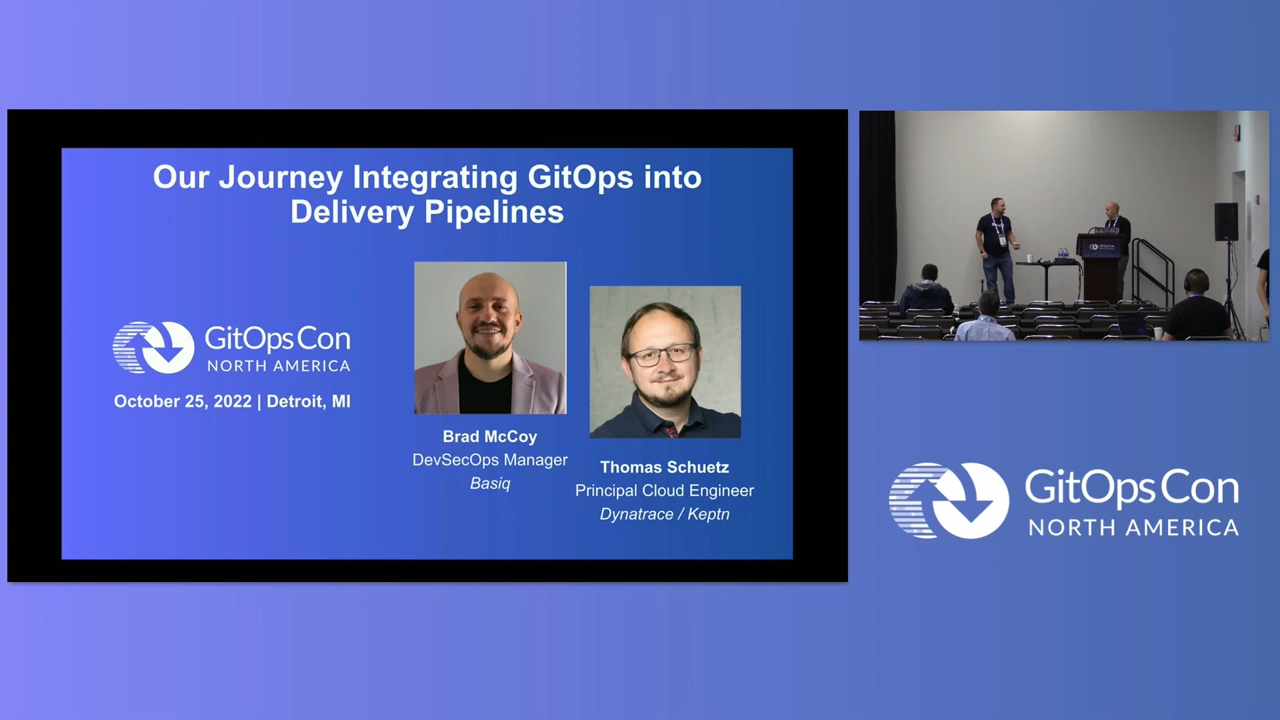 Our Journey Integrating GitOps into
Delivery Pipelines
GitOpsCon
NORTH AMERICA
October 25, 2022 | Detroit, MI
Brad McCoy
DevSecOps Manager
Basiq
Thomas Schuetz
Principal Cloud Engineer
Dynatrace / Keptn
GitOpsCon
GitOpsCon
NORTH AMERICA